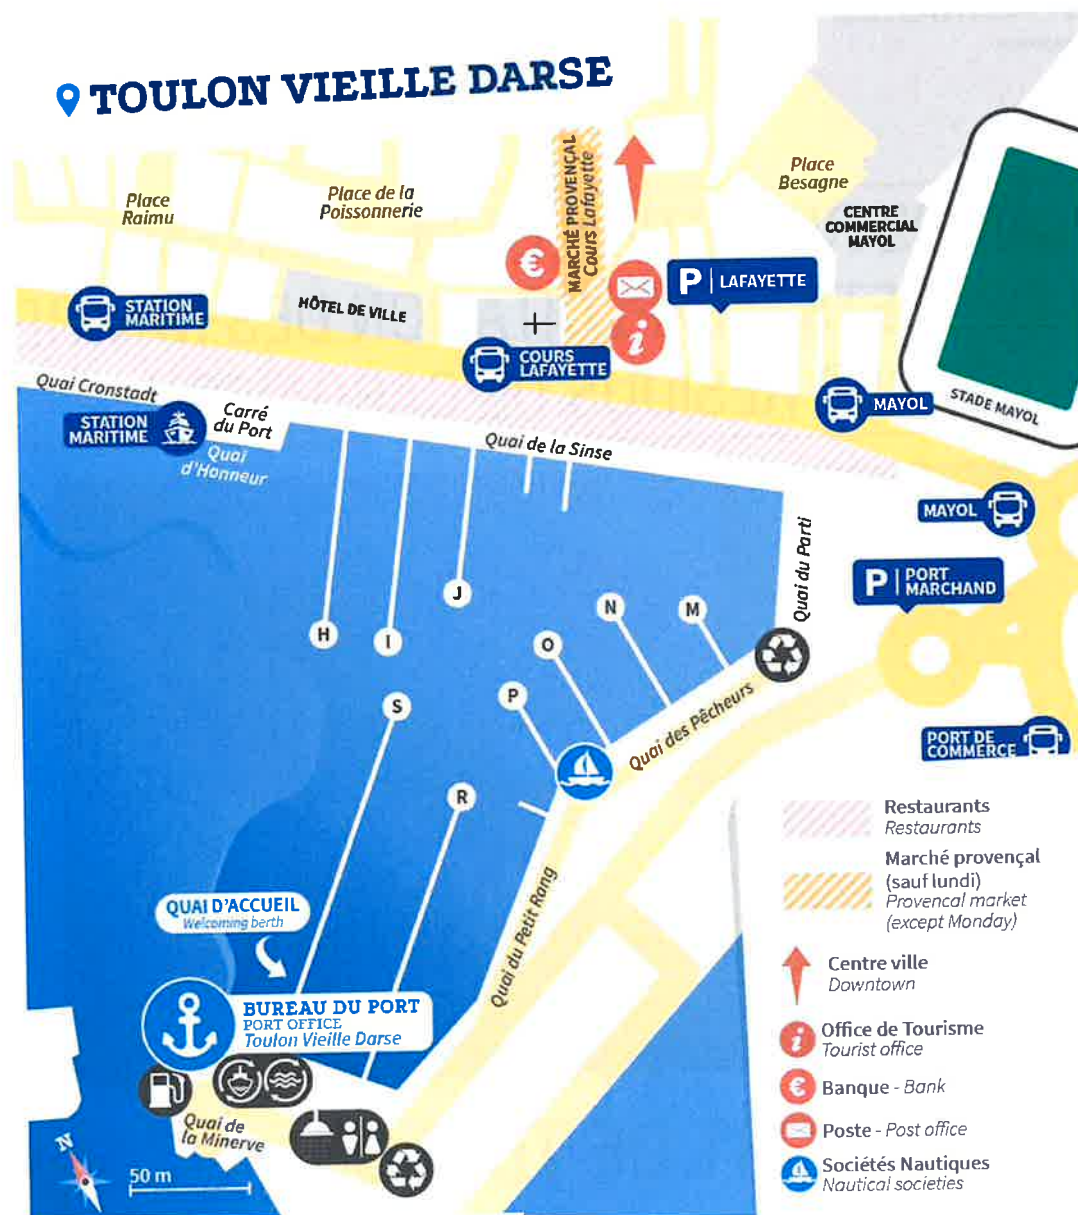 TOULON VIEILLE DARSE
MARCHÉ PROVENÇAL
Cours Lafayette
Place
Besagne
Place
Raimu
Place de la
Poissonnerie
CENTRE
COMMERCIAL
MAYOL
€
P | LAFAYETTE
STATION
MARITIME
HÔTEL DE VILLE
i
COURS
LAFAYETTE
MAYOL
STADE MAYOL
Quai Cronstadt
STATION
MARITIME
Carré
du Port
Quai
d'Honneur
Quai de la Sinse
MAYOL
Quai du Parti
P | PORT
MARCHAND
H
I
J
N
M
O
P
S
R
Quai des Pêcheurs
PORT DE
COMMERCE
Quai du Petit Rang
QUAI D'ACCUEIL
Welcoming berth
BUREAU DU PORT
PORT OFFICE
Toulon Vieille Darse
Quai de
la Minerve
N
50 m
Restaurants
Restaurants
Marché provençal
(sauf lundi)
Provencal market
(except Monday)
Centre ville
Downtown
i
Office de Tourisme
Tourist office
€
Banque - Bank
Poste - Post office
Sociétés Nautiques
Nautical societies